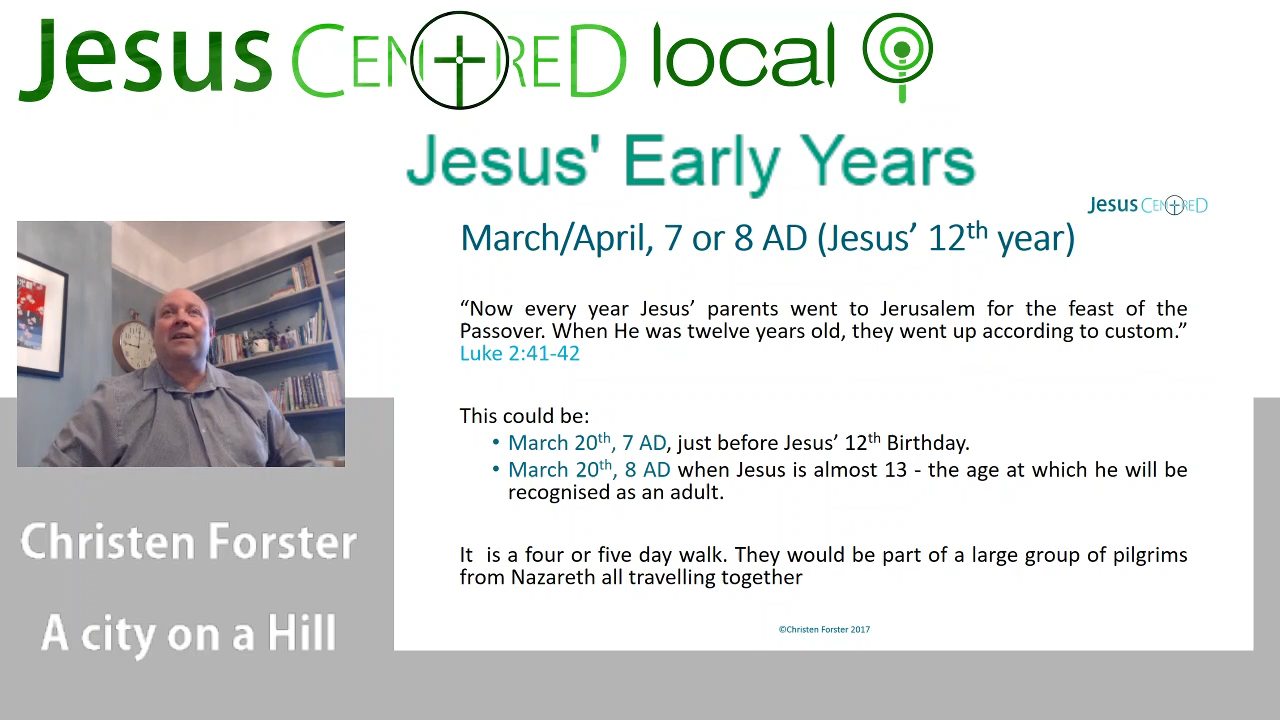 Jesus CENTRED local
Jesus' Early Years
Jesus CENTRED
March/April, 7 or 8 AD (Jesus’ 12th year)
“Now every year Jesus’ parents went to Jerusalem for the feast of the
Passover. When He was twelve years old, they went up according to custom.”
Luke 2:41-42
This could be:
• March 20th, 7 AD, just before Jesus’ 12th Birthday.
• March 20th, 8 AD when Jesus is almost 13 - the age at which he will be
recognised as an adult.
It is a four or five day walk. They would be part of a large group of pilgrims
from Nazareth all travelling together
©Christen Forster 2017
Christen Forster
A city on a Hill